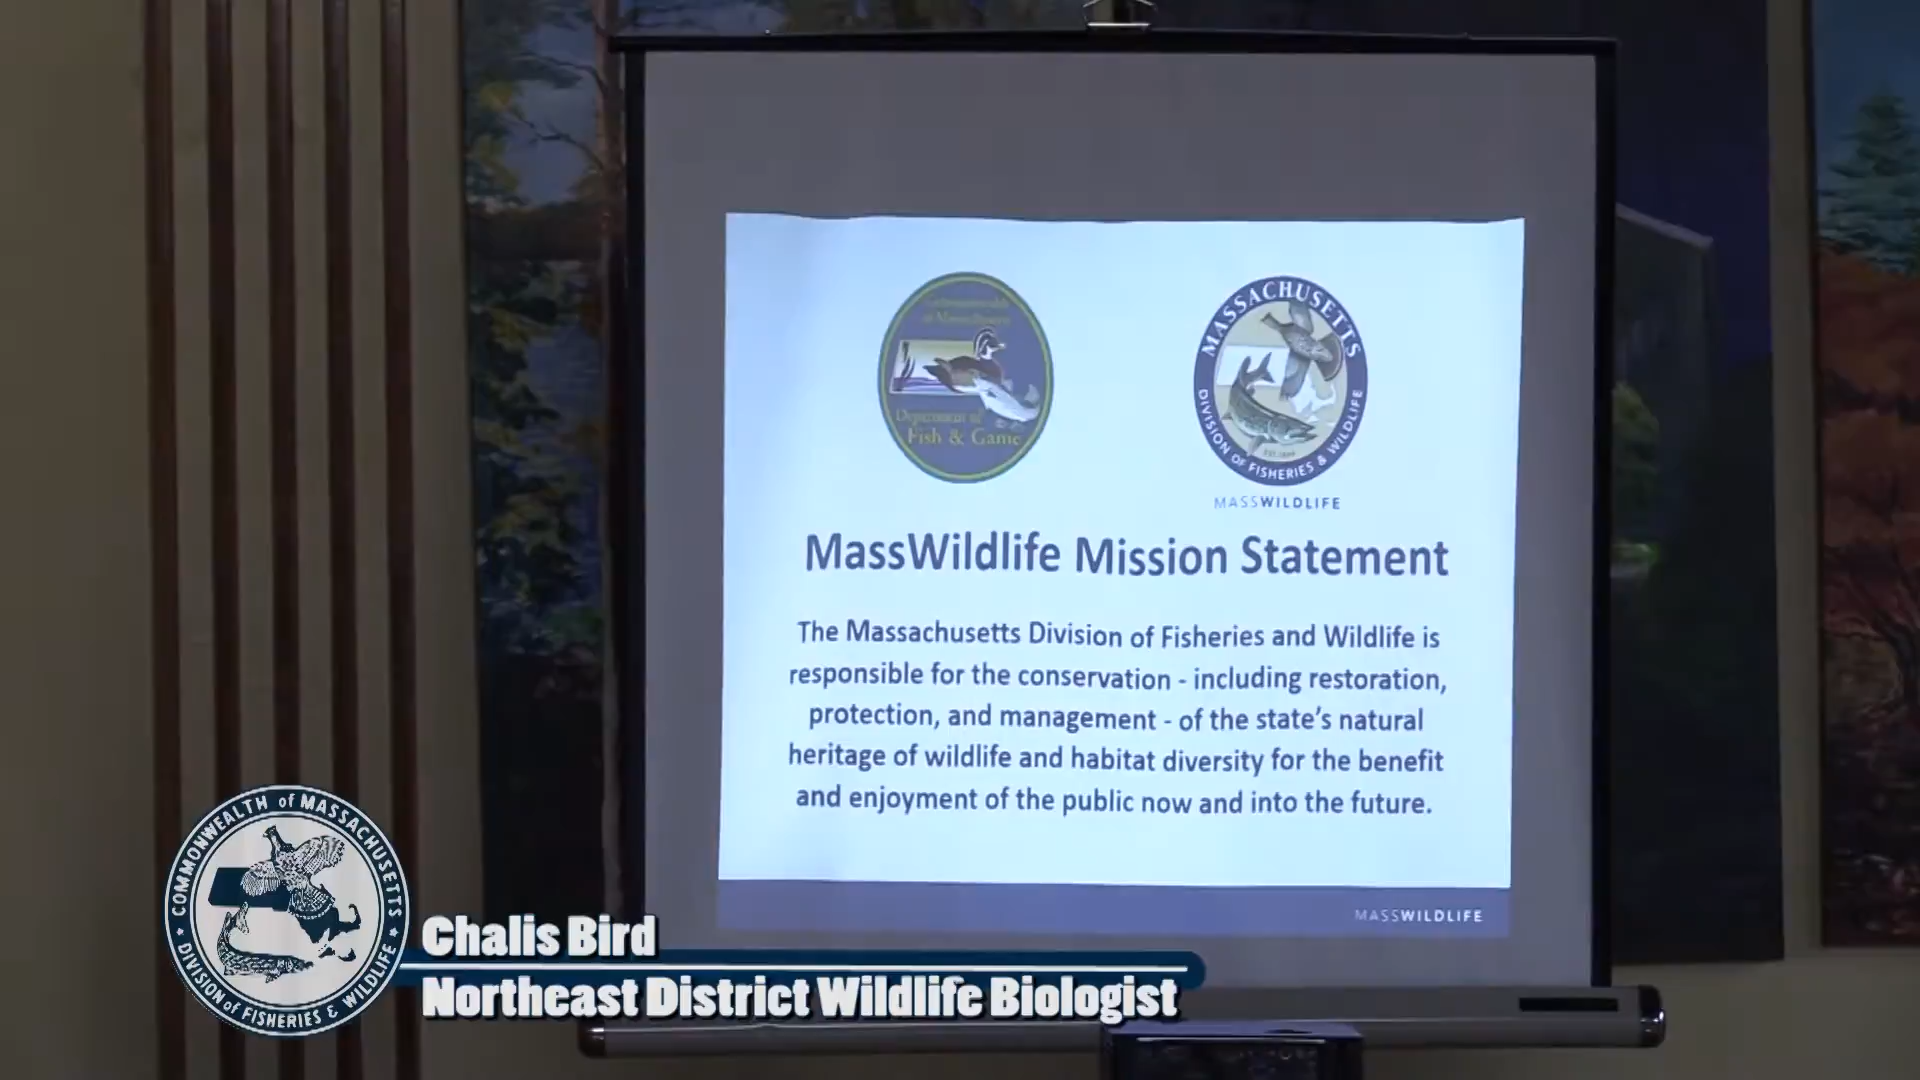 Commonwealth
of Massachusetts
Department of
Fish & Game
MASSACHUSETTS
DIVISION OF FISHERIES & WILDLIFE
MASSWILDLIFE
MassWildlife Mission Statement
The Massachusetts Division of Fisheries and Wildlife is
responsible for the conservation - including restoration,
protection, and management - of the state's natural
heritage of wildlife and habitat diversity for the benefit
and enjoyment of the public now and into the future.
MASSWILDLIFE
COMMONWEALTH of MASSACHUSETTS
DIVISION of FISHERIES & WILDLIFE
Chalis Bird
Northeast District Wildlife Biologist